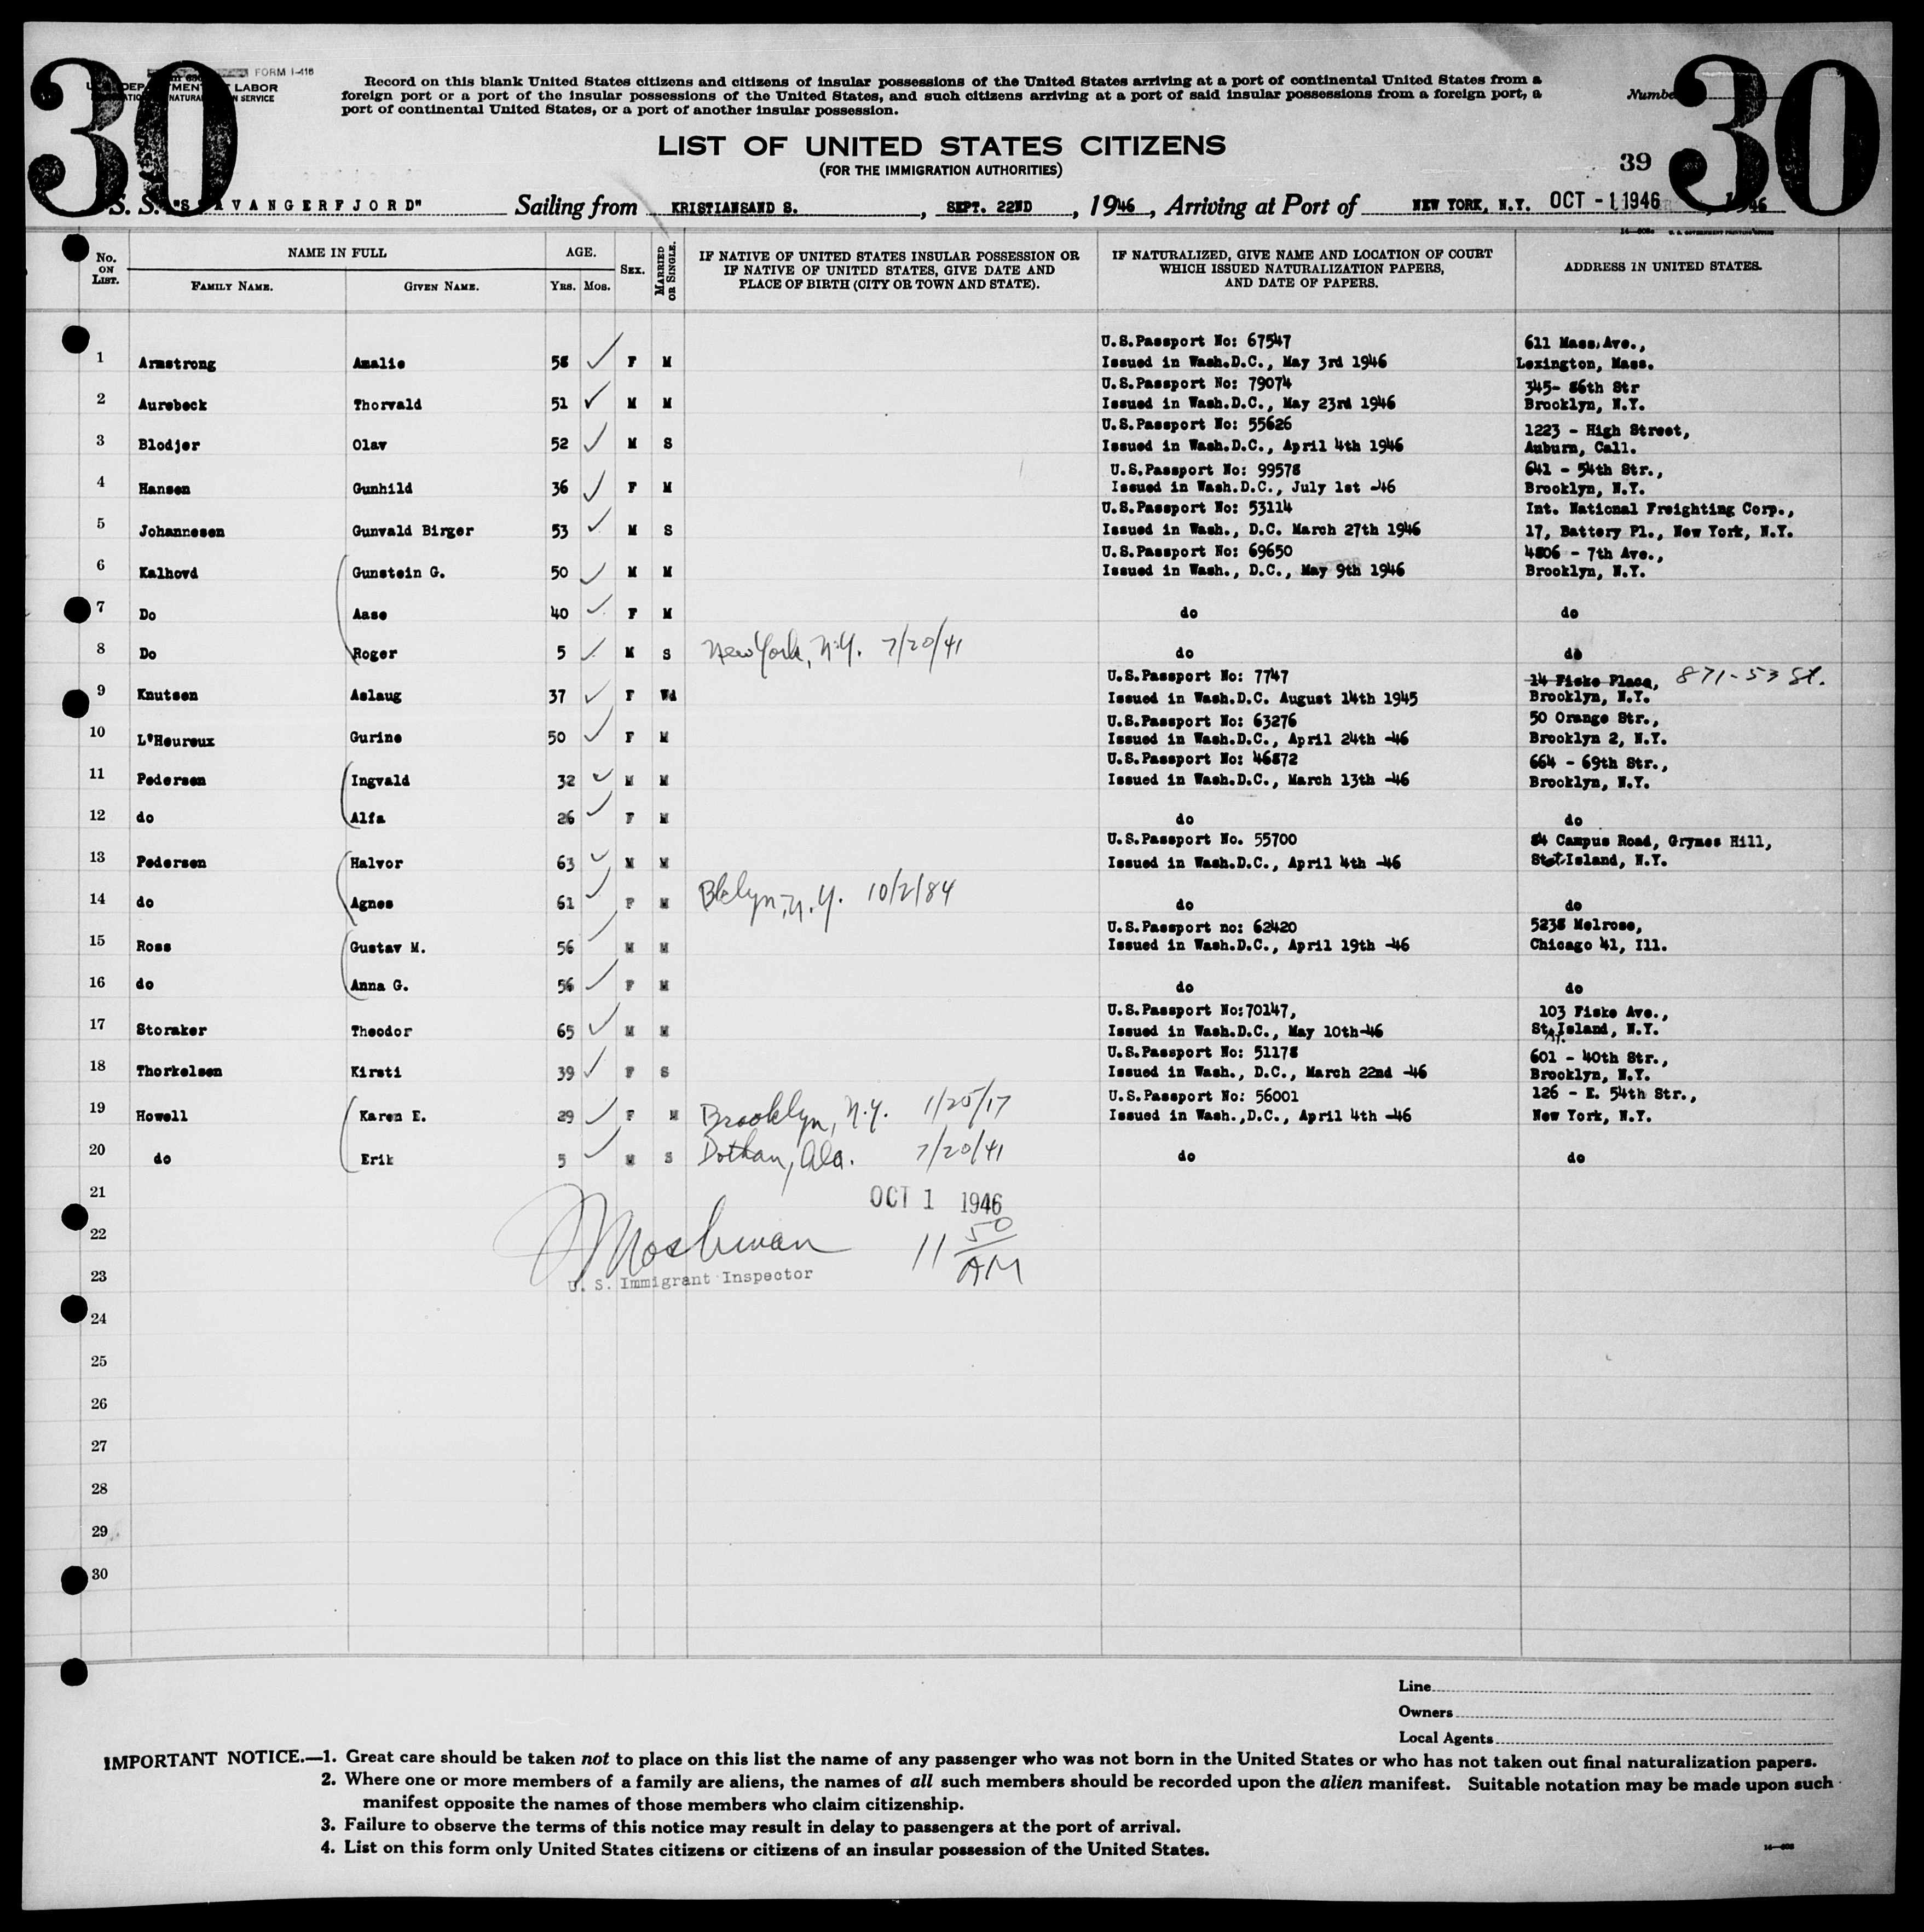 30
FORM I-416
LABOR
NATURAL
SERVICE
Record on this blank United States citizens and citizens of insular possessions of the United States arriving at a port of continental United States from a
foreign port or a port of the insular possessions of the United States, and such citizens arriving at a port of said insular possessions from a foreign port, a
port of continental United States, or a port of another insular possession.
30
LIST OF UNITED STATES CITIZENS
(FOR THE IMMIGRATION AUTHORITIES)
39
S. S. "STAVANGERFJORD" Sailing from KRISTIANSAND S., SEPT. 22ND, 1946, Arriving at Port of NEW YORK, N.Y. OCT - 1 1946
No. ON LIST. NAME IN FULL AGE. SEX. MARRIED OR SINGLE. IF NATIVE OF UNITED STATES INSULAR POSSESSION OR IF NATIVE OF UNITED STATES, GIVE DATE AND PLACE OF BIRTH (CITY OR TOWN AND STATE). IF NATURALIZED, GIVE NAME AND LOCATION OF COURT WHICH ISSUED NATURALIZATION PAPERS, AND DATE OF PAPERS. ADDRESS IN UNITED STATES.
FAMILY NAME. GIVEN NAME. YRS. MOS.
U.S.Passport No: 67547 611 Mass.Ave.,
1 Armstrong Amalie 58 F M Issued in Wash.D.C., May 3rd 1946 Lexington, Mass.
U.S.Passport No: 79074 345- 86th Str
2 Aurebeck Thorvald 51 M M Issued in Wash.D.C., May 23rd 1946 Brooklyn, N.Y.
U.S.Passport No: 55626 1223 - High Street,
3 Blodjer Olav 52 M S Issued in Wash.D.C., April 4th 1946 Auburn, Call.
U.S.Passport No: 99578 641 - 54th Str.,
4 Hansen Gunhild 36 F M Issued in Wash.D.C., July 1st -46 Brooklyn, N.Y.
U.S.Passport No: 53114 Int. National Freighting Corp.,
5 Johannesen Gunvald Birger 53 M S Issued in Wash., D.C. March 27th 1946 17, Battery Pl., New York, N.Y.
U.S.Passport No: 69650 4806 - 7th Ave.,
6 Kalhovd Gunstein G. 50 M M Issued in Wash., D.C., May 9th 1946 Brooklyn, N.Y.
7 Do Aase 40 F M do do
8 Do Roger 5 M S New York, N.Y. 7/20/41 do do
U.S.Passport No: 7747 14 Fiske Place, 871-53 St.
9 Knutsen Aslaug 37 F Wd Issued in Wash.D.C. August 14th 1945 Brooklyn, N.Y.
U.S.Passport No: 63276 50 Orange Str.,
10 L'Heureux Gurine 50 F M Issued in Wash.D.C., April 24th -46 Brooklyn 2, N.Y.
U.S.Passport No: 46872 664 - 69th Str.,
11 Pedersen Ingvald 32 M M Issued in Wash.D.C., March 13th -46 Brooklyn, N.Y.
12 do Alfa 26 F M do do
U.S.Passport No. 55700 84 Campus Road, Grymes Hill,
13 Pedersen Halvor 63 M M Issued in Wash.D.C., April 4th -46 Stat.Island, N.Y.
14 do Agnes 61 F M Bklyn, N.Y. 10/2/84 do do
U.S.Passport no: 62420 5238 Melrose,
15 Ross Gustav M. 56 M M Issued in Wash.D.C., April 19th -46 Chicago 41, Ill.
16 do Anna G. 56 F M do do
U.S.Passport No:70147, 103 Fiske Ave.,
17 Storaker Theodor 65 M M Issued in Wash.D.C., May 10th-46 St. Island, N.Y.
U.S.Passport No: 51178 601 - 40th Str.,
18 Thorkelsen Kirsti 39 F S Issued in Wash., D.C., March 22nd -46 Brooklyn, N.Y.
U.S.Passport No: 56001 126 - E. 54th Str.,
19 Howell Karen E. 29 F M Brooklyn, N.Y. 1/25/17 Issued in Wash.,D.C., April 4th -46 New York, N.Y.
20 do Erik 5 M S Dothan, Ala. 7/20/41 do do
21 OCT 1 1946
22 11 50
23 U. S. Immigrant Inspector AM
24
25
26
27
28
29
30
Line
Owners
Local Agents
IMPORTANT NOTICE.—1. Great care should be taken not to place on this list the name of any passenger who was not born in the United States or who has not taken out final naturalization papers.
2. Where one or more members of a family are aliens, the names of all such members should be recorded upon the alien manifest. Suitable notation may be made upon such
manifest opposite the names of those members who claim citizenship.
3. Failure to observe the terms of this notice may result in delay to passengers at the port of arrival.
4. List on this form only United States citizens or citizens of an insular possession of the United States.